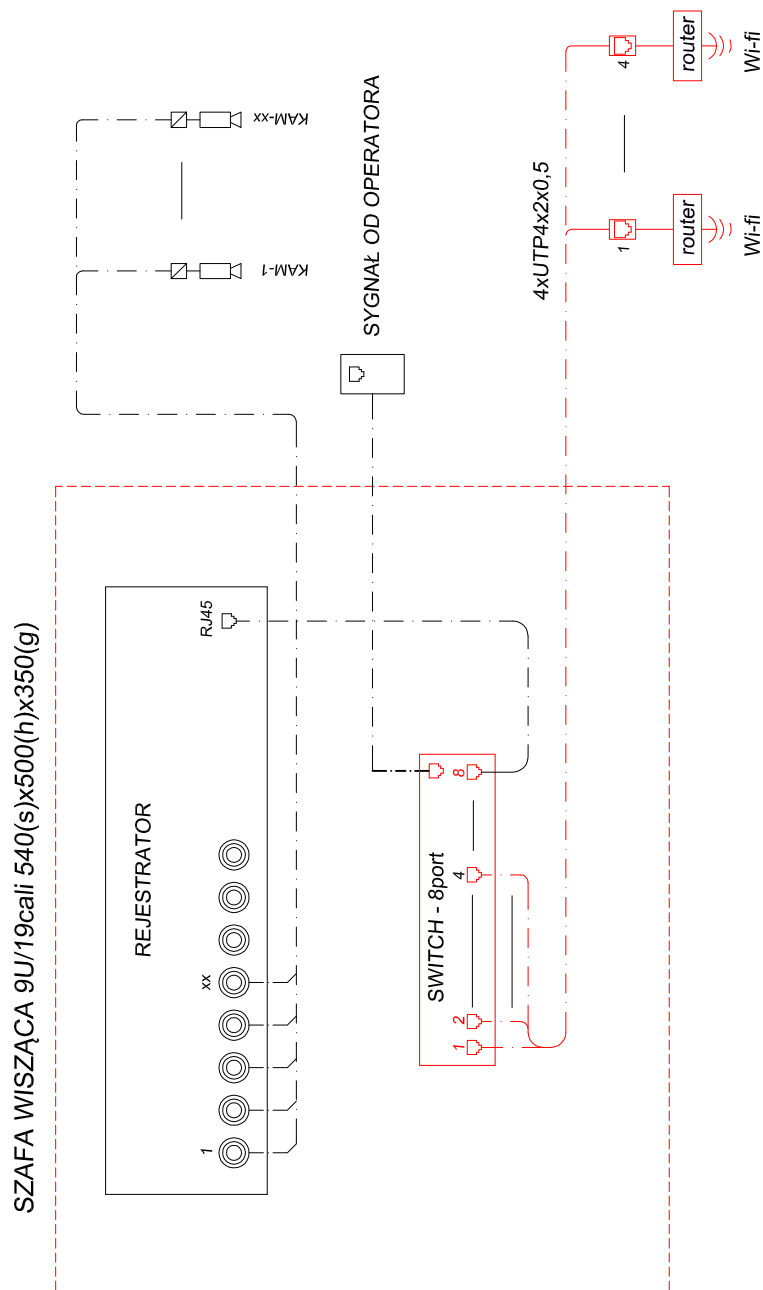 SZAFA WISZĄCA 9U/19cali 540(s)x500(h)x350(g)
REJESTRATOR
1
xx
RJ45
KAM-1
KAM-xx
SYGNAŁ OD OPERATORA
SWITCH - 8port
1
2
4
8
4xUTP4x2x0,5
1
4
router
router
Wi-fi
Wi-fi